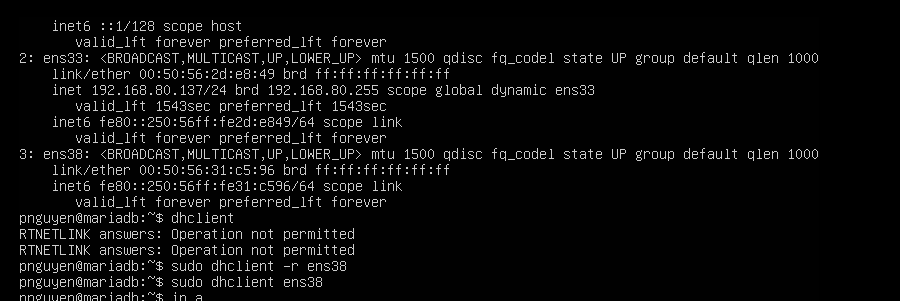 inet6 ::1/128 scope host
valid_lft forever preferred_lft forever
2: ens33: <BROADCAST,MULTICAST,UP,LOWER_UP> mtu 1500 qdisc fq_codel state UP group default qlen 1000
link/ether 00:50:56:2d:e8:49 brd ff:ff:ff:ff:ff:ff
inet 192.168.80.137/24 brd 192.168.80.255 scope global dynamic ens33
valid_lft 1543sec preferred_lft 1543sec
inet6 fe80::250:56ff:fe2d:e849/64 scope link
valid_lft forever preferred_lft forever
3: ens38: <BROADCAST,MULTICAST,UP,LOWER_UP> mtu 1500 qdisc fq_codel state UP group default qlen 1000
link/ether 00:50:56:31:c5:96 brd ff:ff:ff:ff:ff:ff
inet6 fe80::250:56ff:fe31:c596/64 scope link
valid_lft forever preferred_lft forever
pnguyen@mariadb:~$ dhclient
RTNETLINK answers: Operation not permitted
RTNETLINK answers: Operation not permitted
pnguyen@mariadb:~$ sudo dhclient -r ens38
pnguyen@mariadb:~$ sudo dhclient ens38
pnguyen@mariadb:~$ ip a